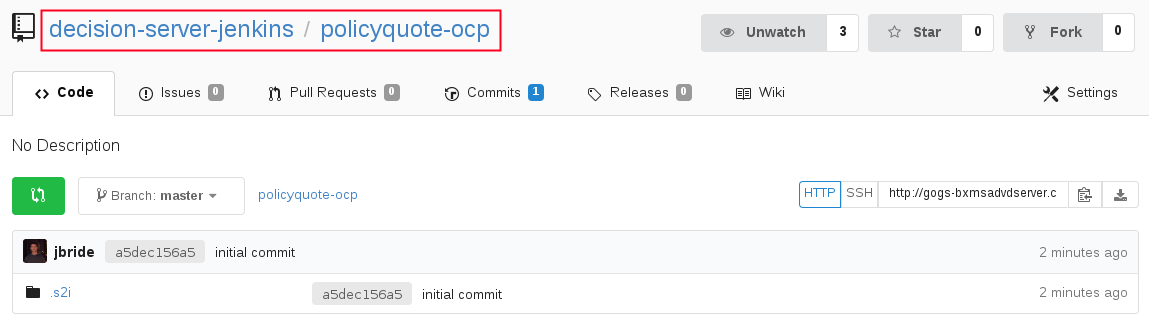 decision-server-jenkins / policyquote-ocp
Unwatch 3 Star 0 Fork 0
Code Issues 0 Pull Requests 0 Commits 1 Releases 0 Wiki Settings
No Description
Branch: master policyquote-ocp HTTP SSH http://gogs-bxmsadvdserver.c
jbride a5dec156a5 initial commit 2 minutes ago
.s2i a5dec156a5 initial commit 2 minutes ago